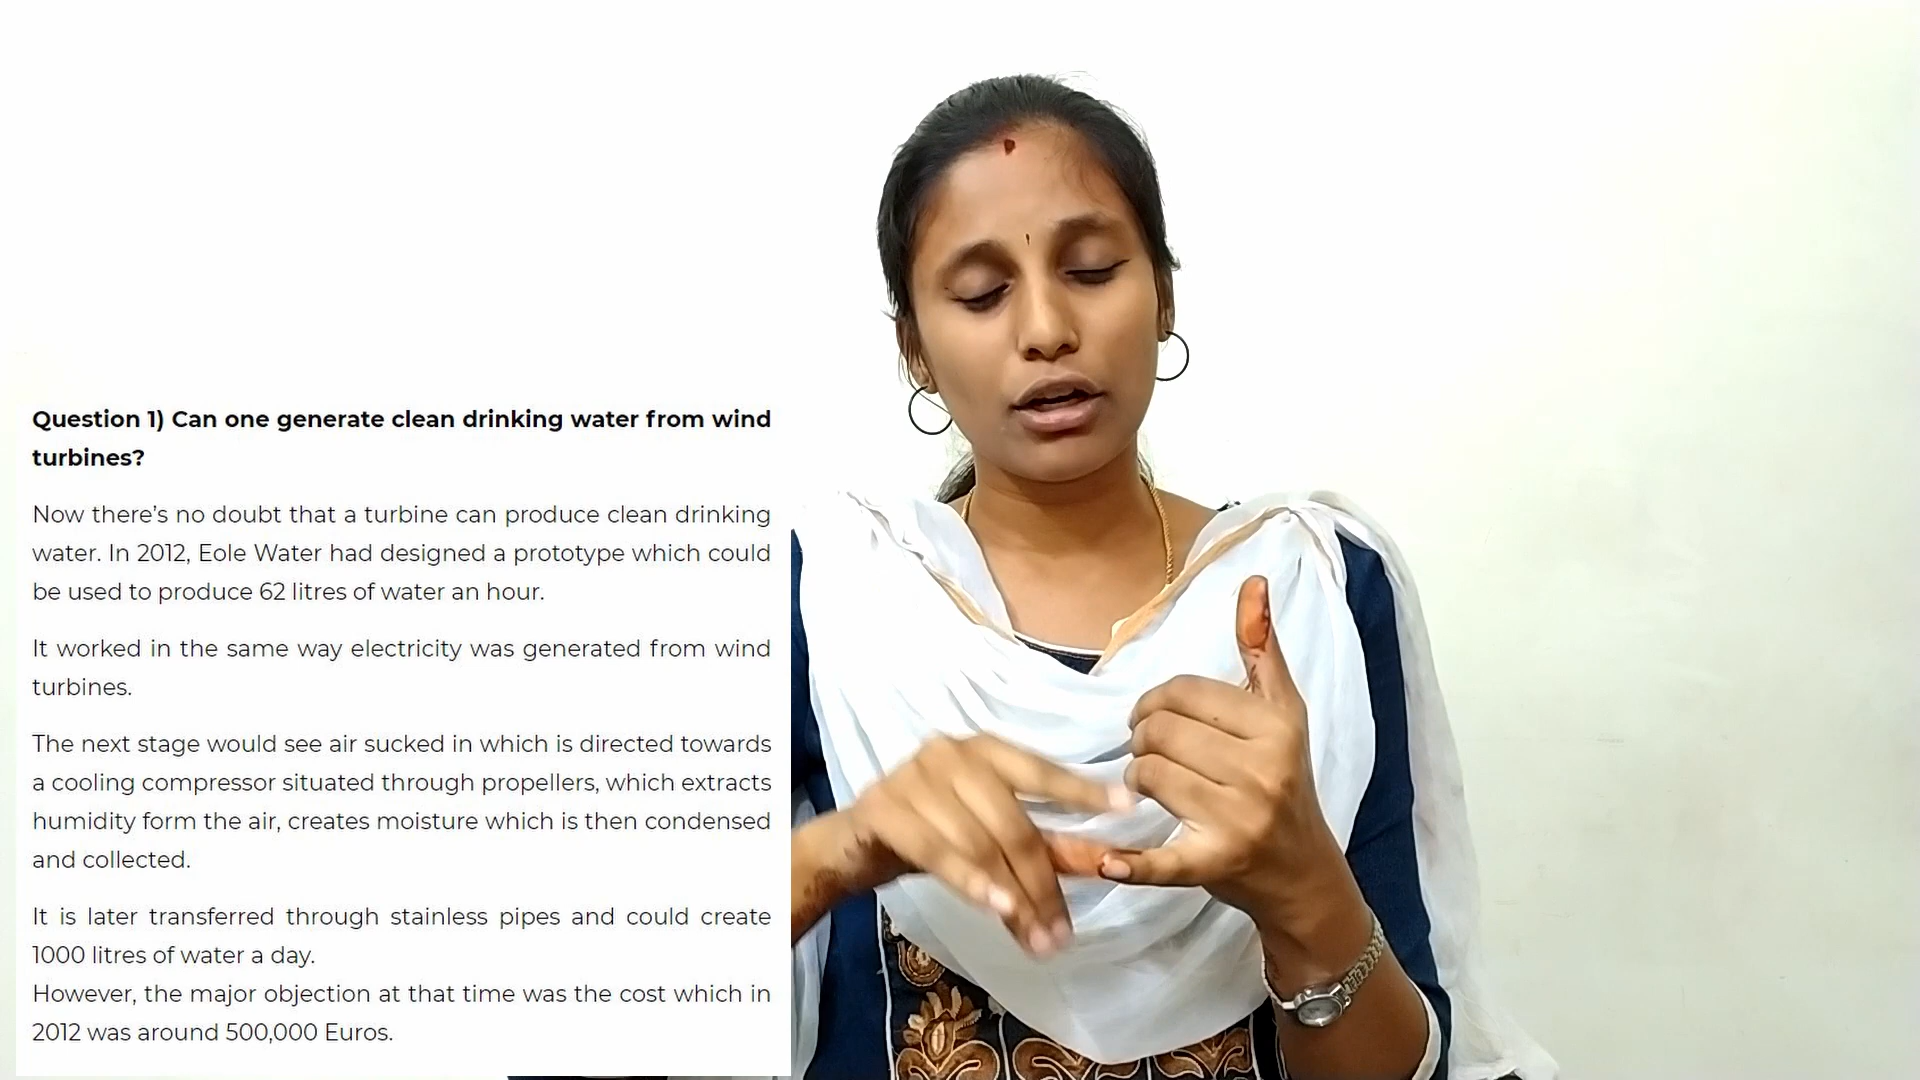 Question 1) Can one generate clean drinking water from wind
turbines?
Now there's no doubt that a turbine can produce clean drinking
water. In 2012, Eole Water had designed a prototype which could
be used to produce 62 litres of water an hour.
It worked in the same way electricity was generated from wind
turbines.
The next stage would see air sucked in which is directed towards
a cooling compressor situated through propellers, which extracts
humidity form the air, creates moisture which is then condensed
and collected.
It is later transferred through stainless pipes and could create
1000 litres of water a day.
However, the major objection at that time was the cost which in
2012 was around 500,000 Euros.